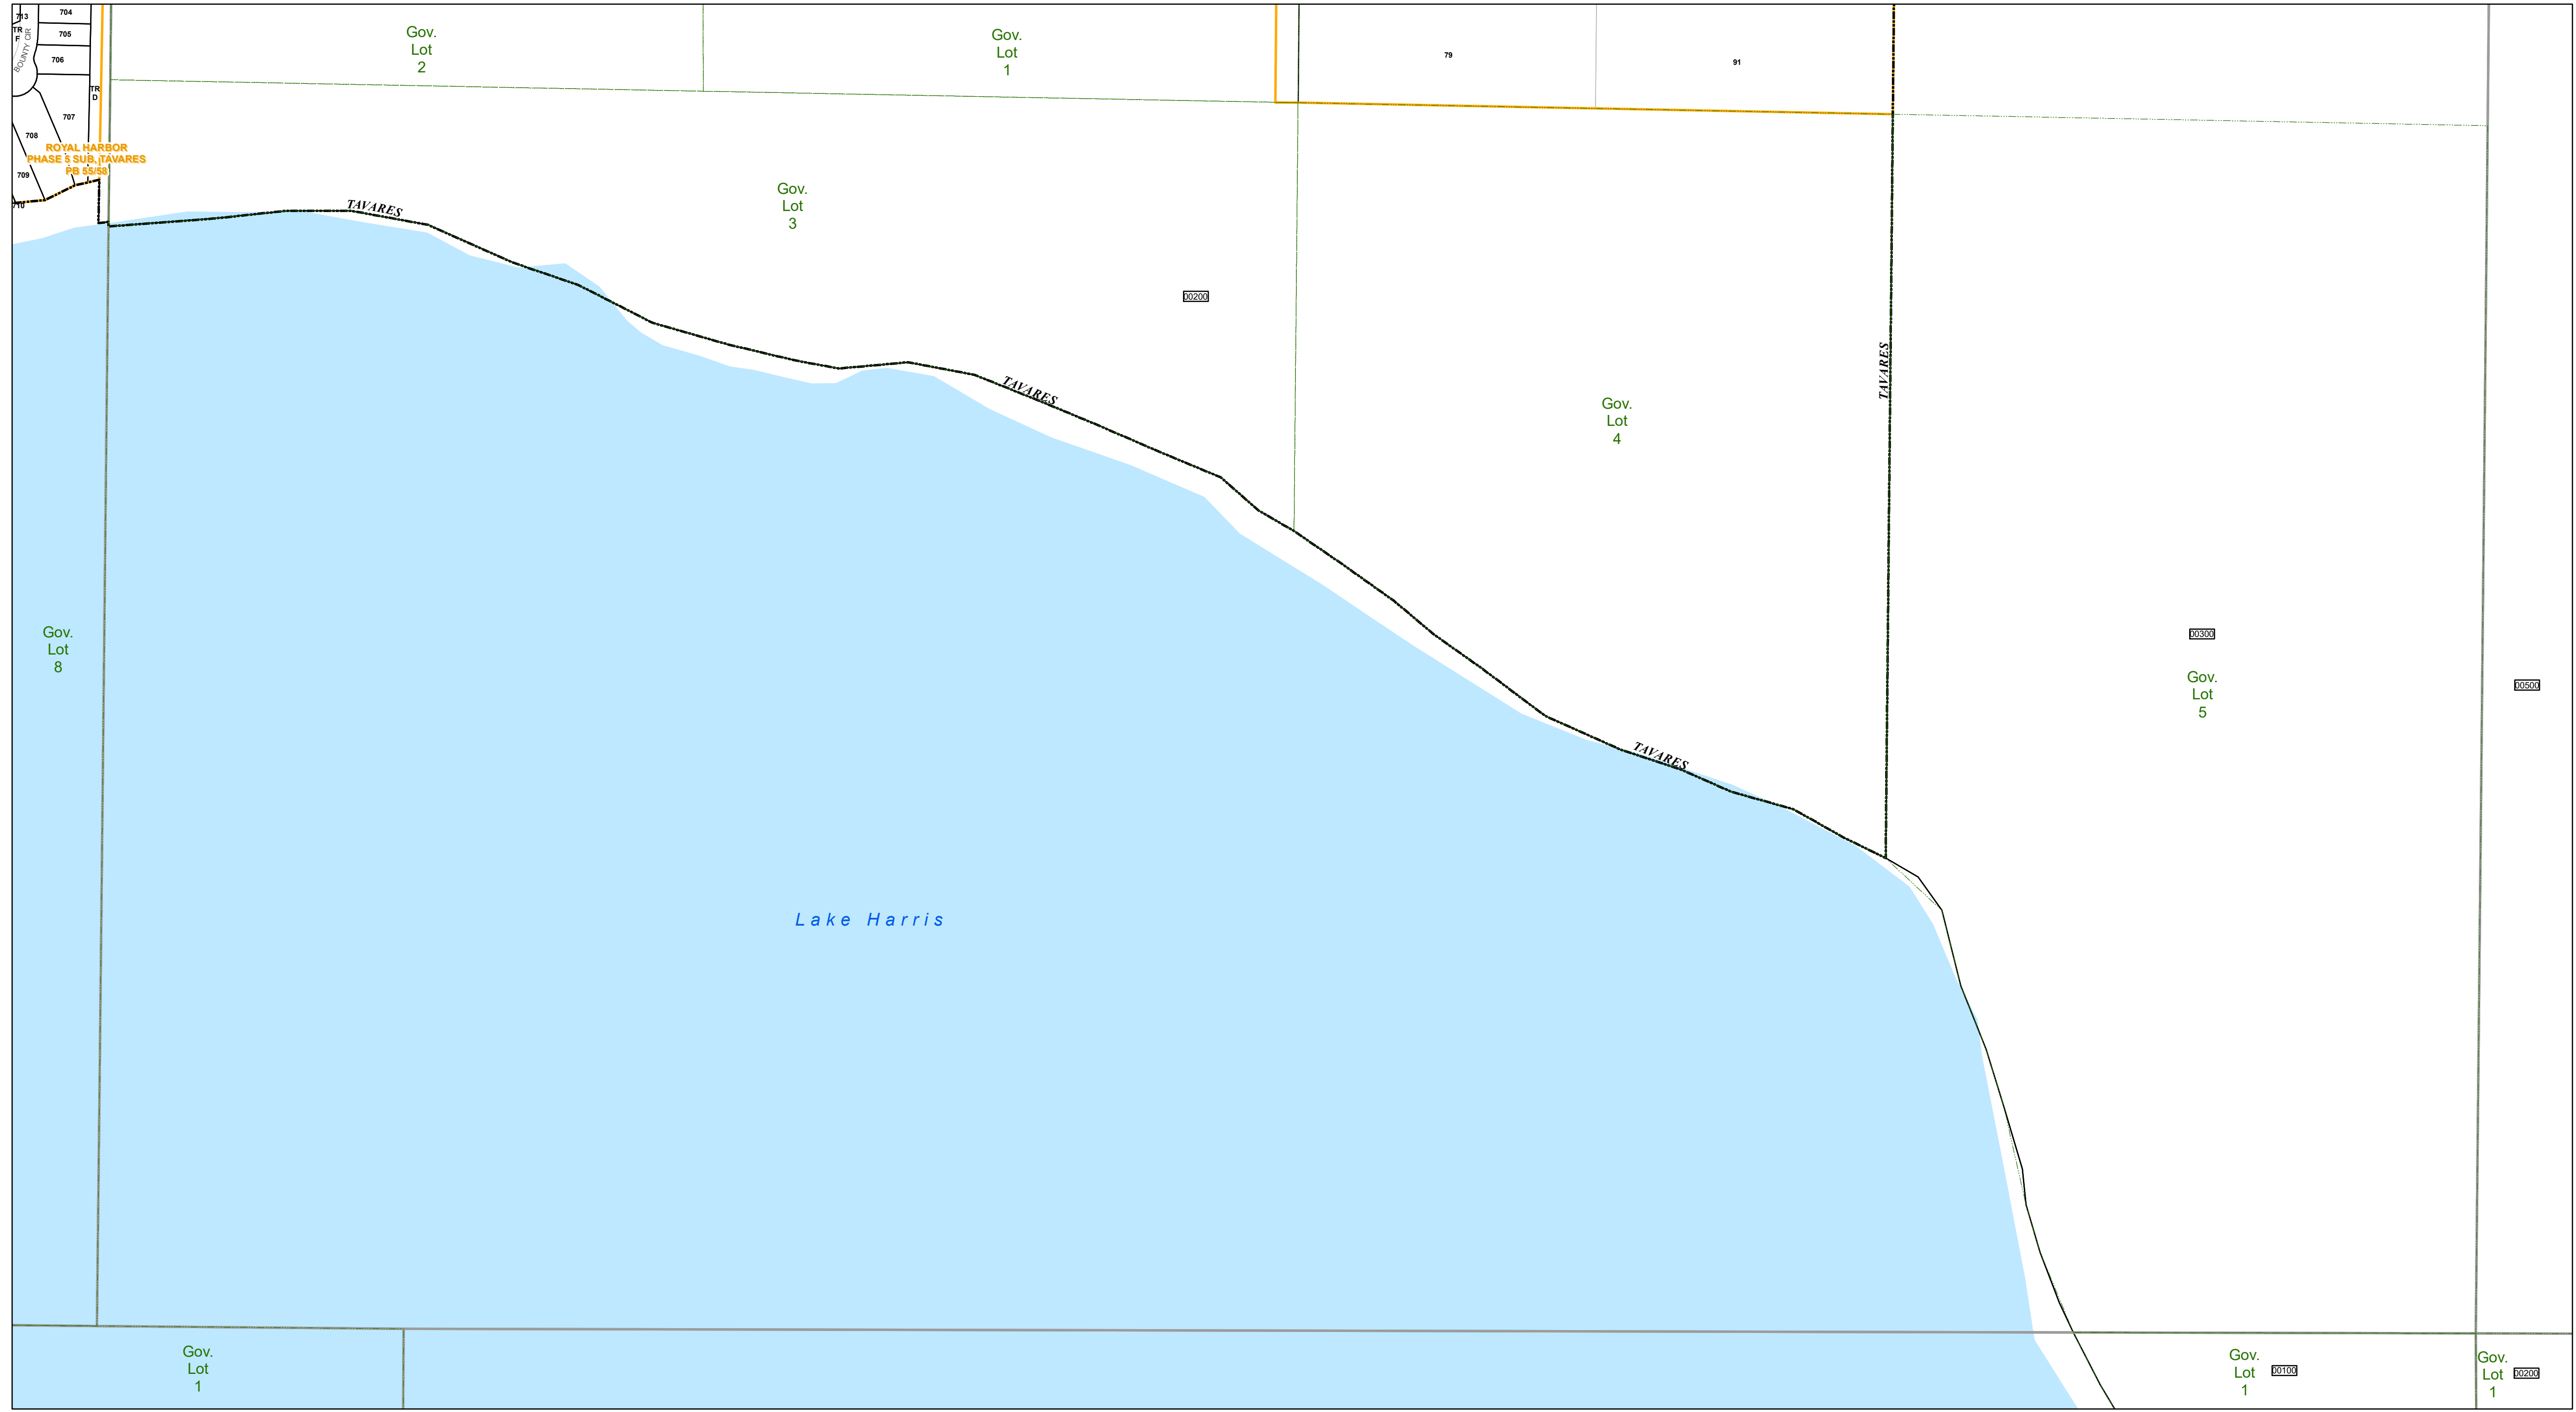 713
704
TR
F
705
BOUNTY CIR
706
TR
D
707
708
ROYAL HARBOR
PHASE 5 SUB, TAVARES
PB 55/58
709
710
Gov.
Lot
2
Gov.
Lot
1
79
91
TAVARES
Gov.
Lot
3
00200
TAVARES
TAVARES
Gov.
Lot
4
Gov.
Lot
8
00300
Gov.
Lot
5
00500
TAVARES
Lake Harris
Gov.
Lot
1
Gov.
Lot
1
00100
Gov.
Lot
1
00200